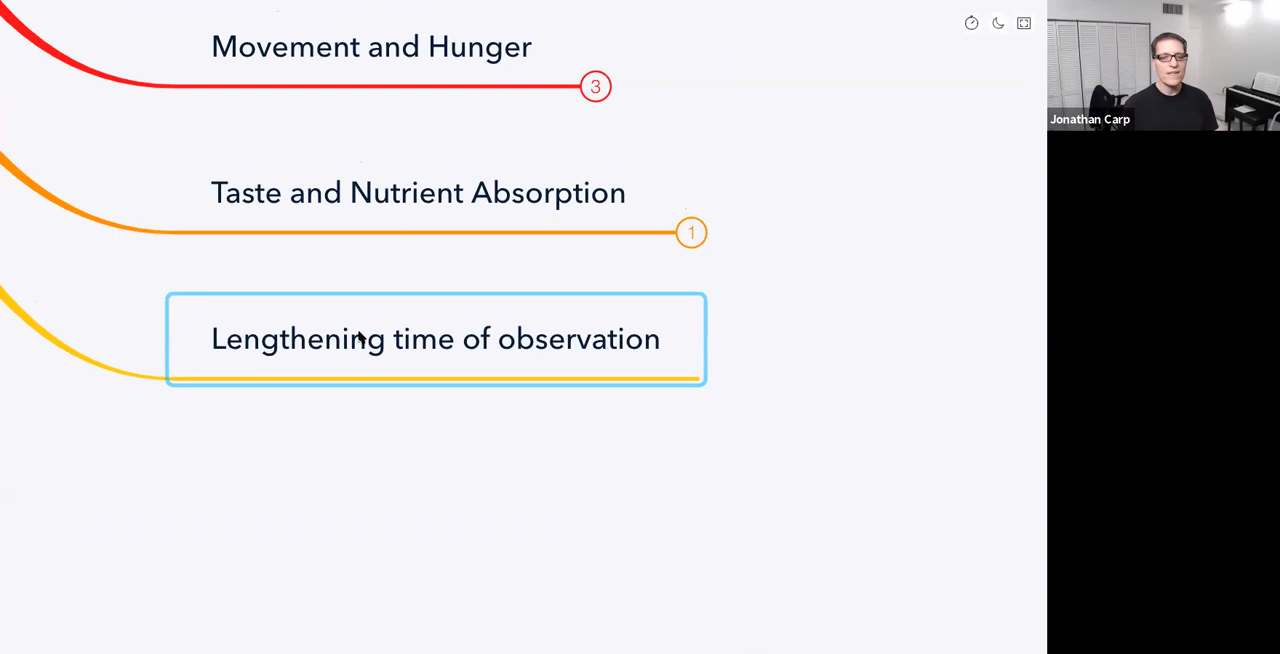 Movement and Hunger
3
Taste and Nutrient Absorption
1
Lengthening time of observation
Jonathan Carp